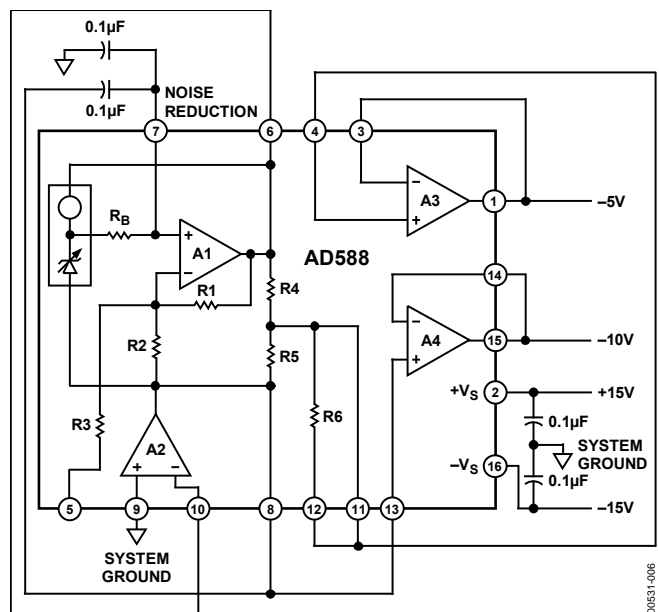 0.1µF
0.1µF
NOISE
REDUCTION
7
6
4
3
RB
A1
R1
R2
R3
R4
R5
R6
A2
AD588
A3
1
–5V
14
A4
15
–10V
+VS
2
+15V
0.1µF
SYSTEM
GROUND
–VS
16
0.1µF
–15V
5
9
10
8
12
11
13
SYSTEM
GROUND
+
–
+
–
–
+
–
+
00531-006